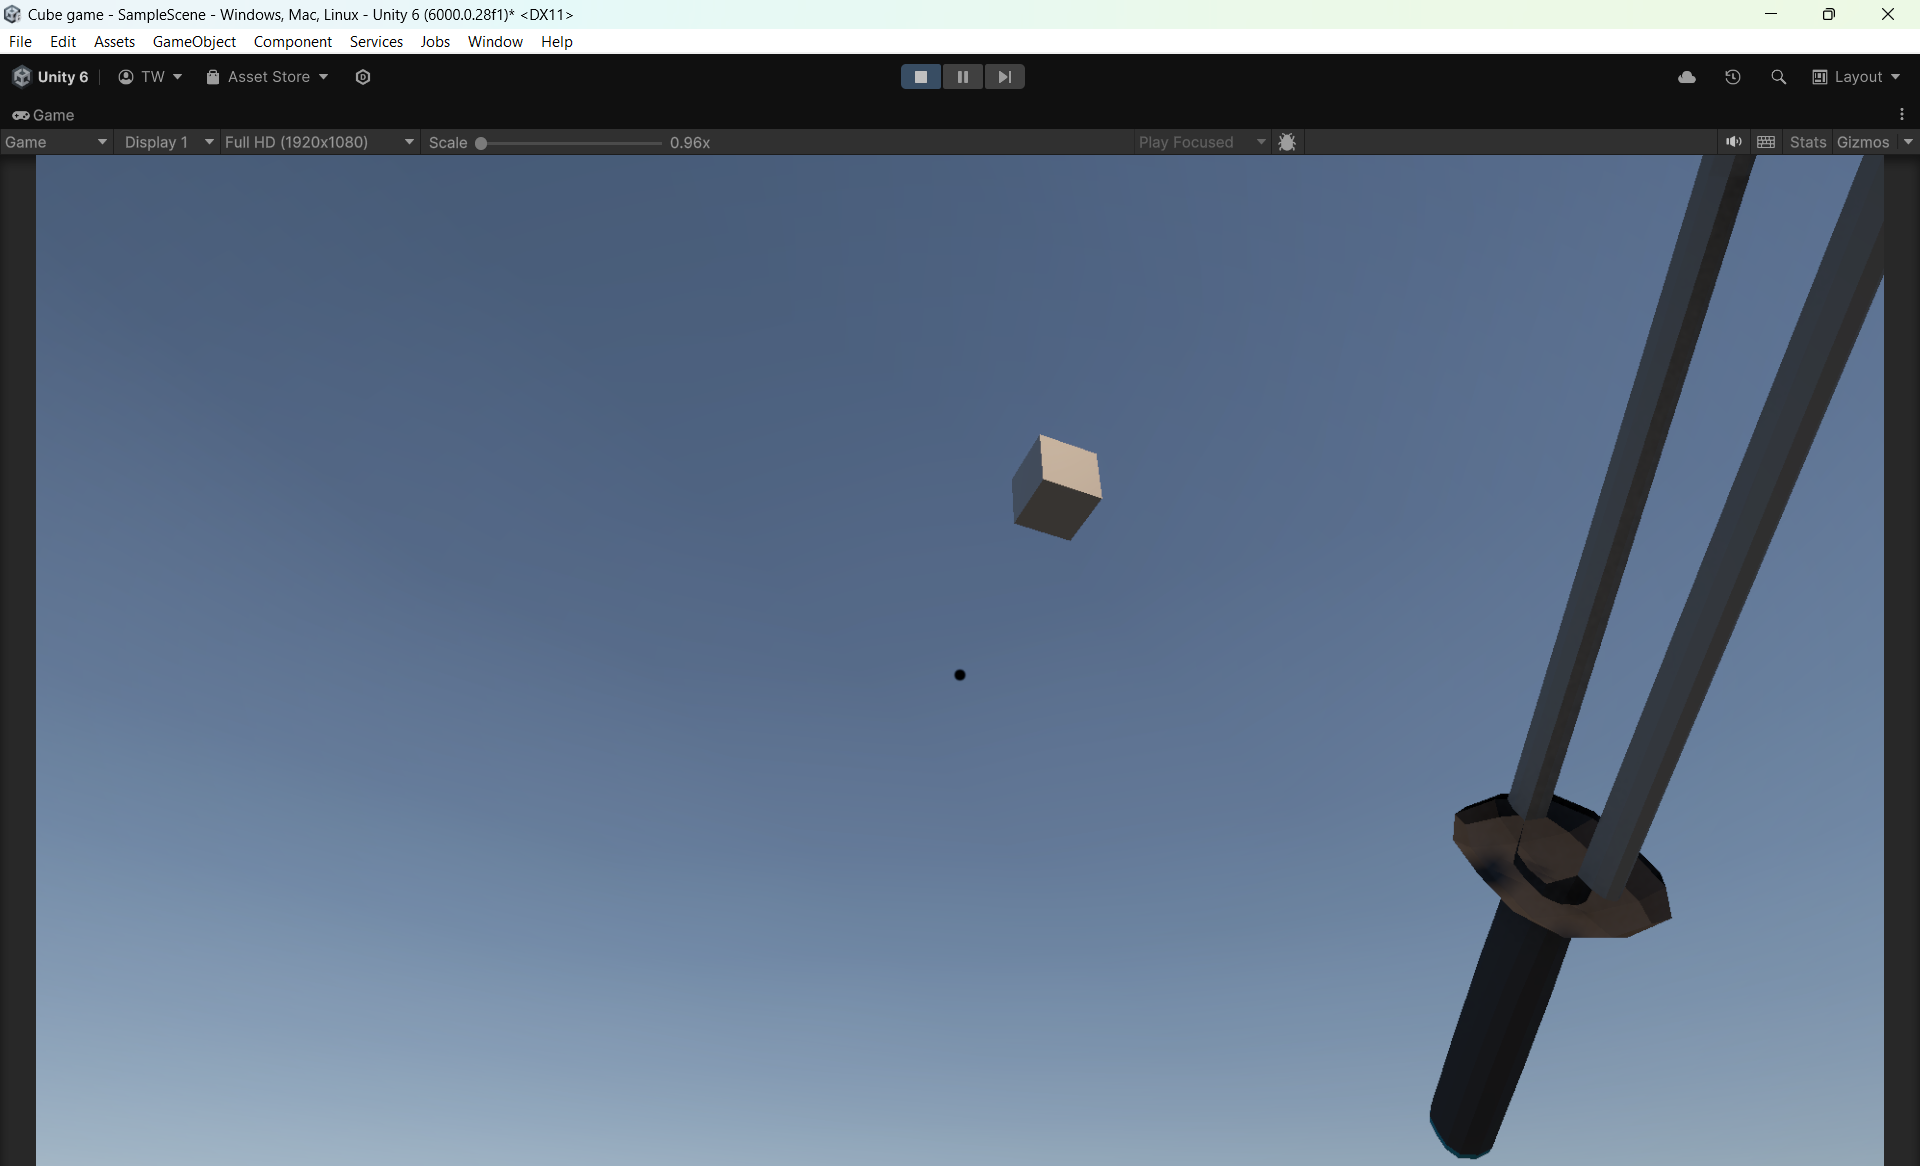 Cube game - SampleScene - Windows, Mac, Linux - Unity 6 (6000.0.28f1)* <DX11>
File Edit Assets GameObject Component Services Jobs Window Help
Unity 6 TW Asset Store Layout
Game
Game Display 1 Full HD (1920x1080) Scale 0.96x Play Focused Stats Gizmos